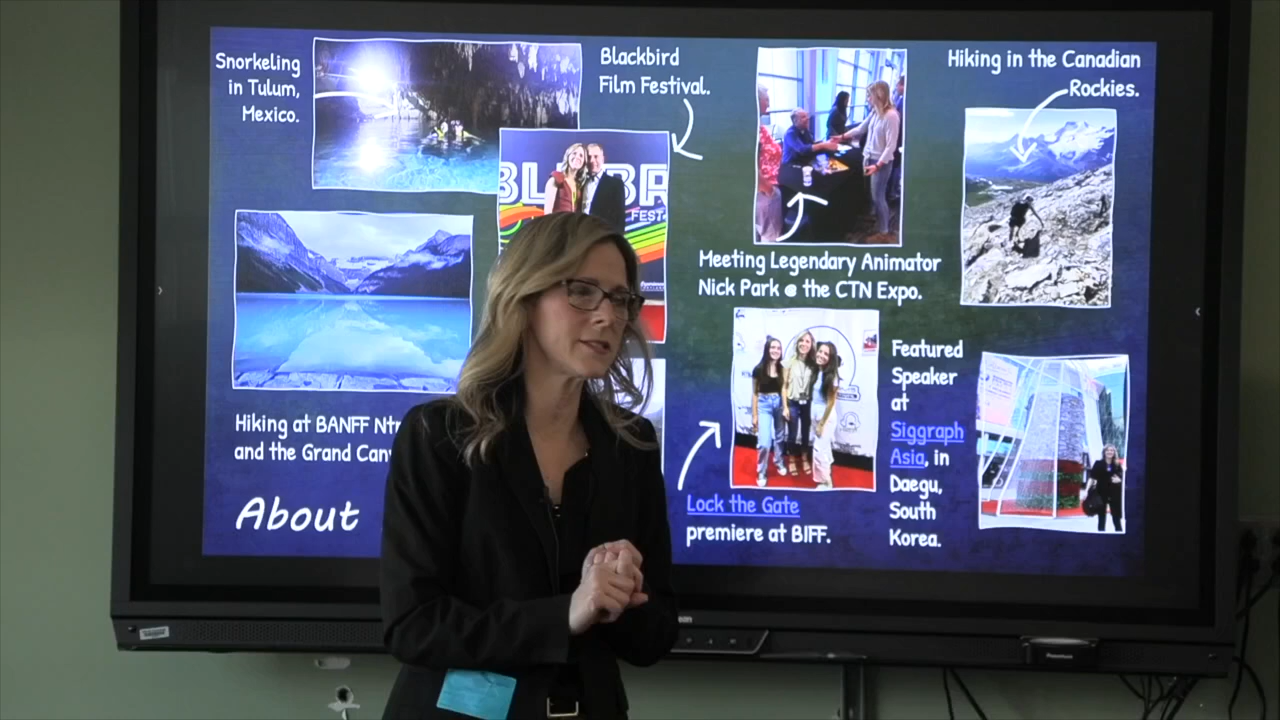 Snorkeling
in Tulum,
Mexico.
Blackbird
Film Festival.
FEST
Hiking in the Canadian
Rockies.
Meeting Legendary Animator
Nick Park @ the CTN Expo.
Hiking at BANFF
and the Grand
About
Lock the Gate
premiere at BIFF.
Featured
Speaker
at
Siggraph
Asia, in
Daegu,
South
Korea.